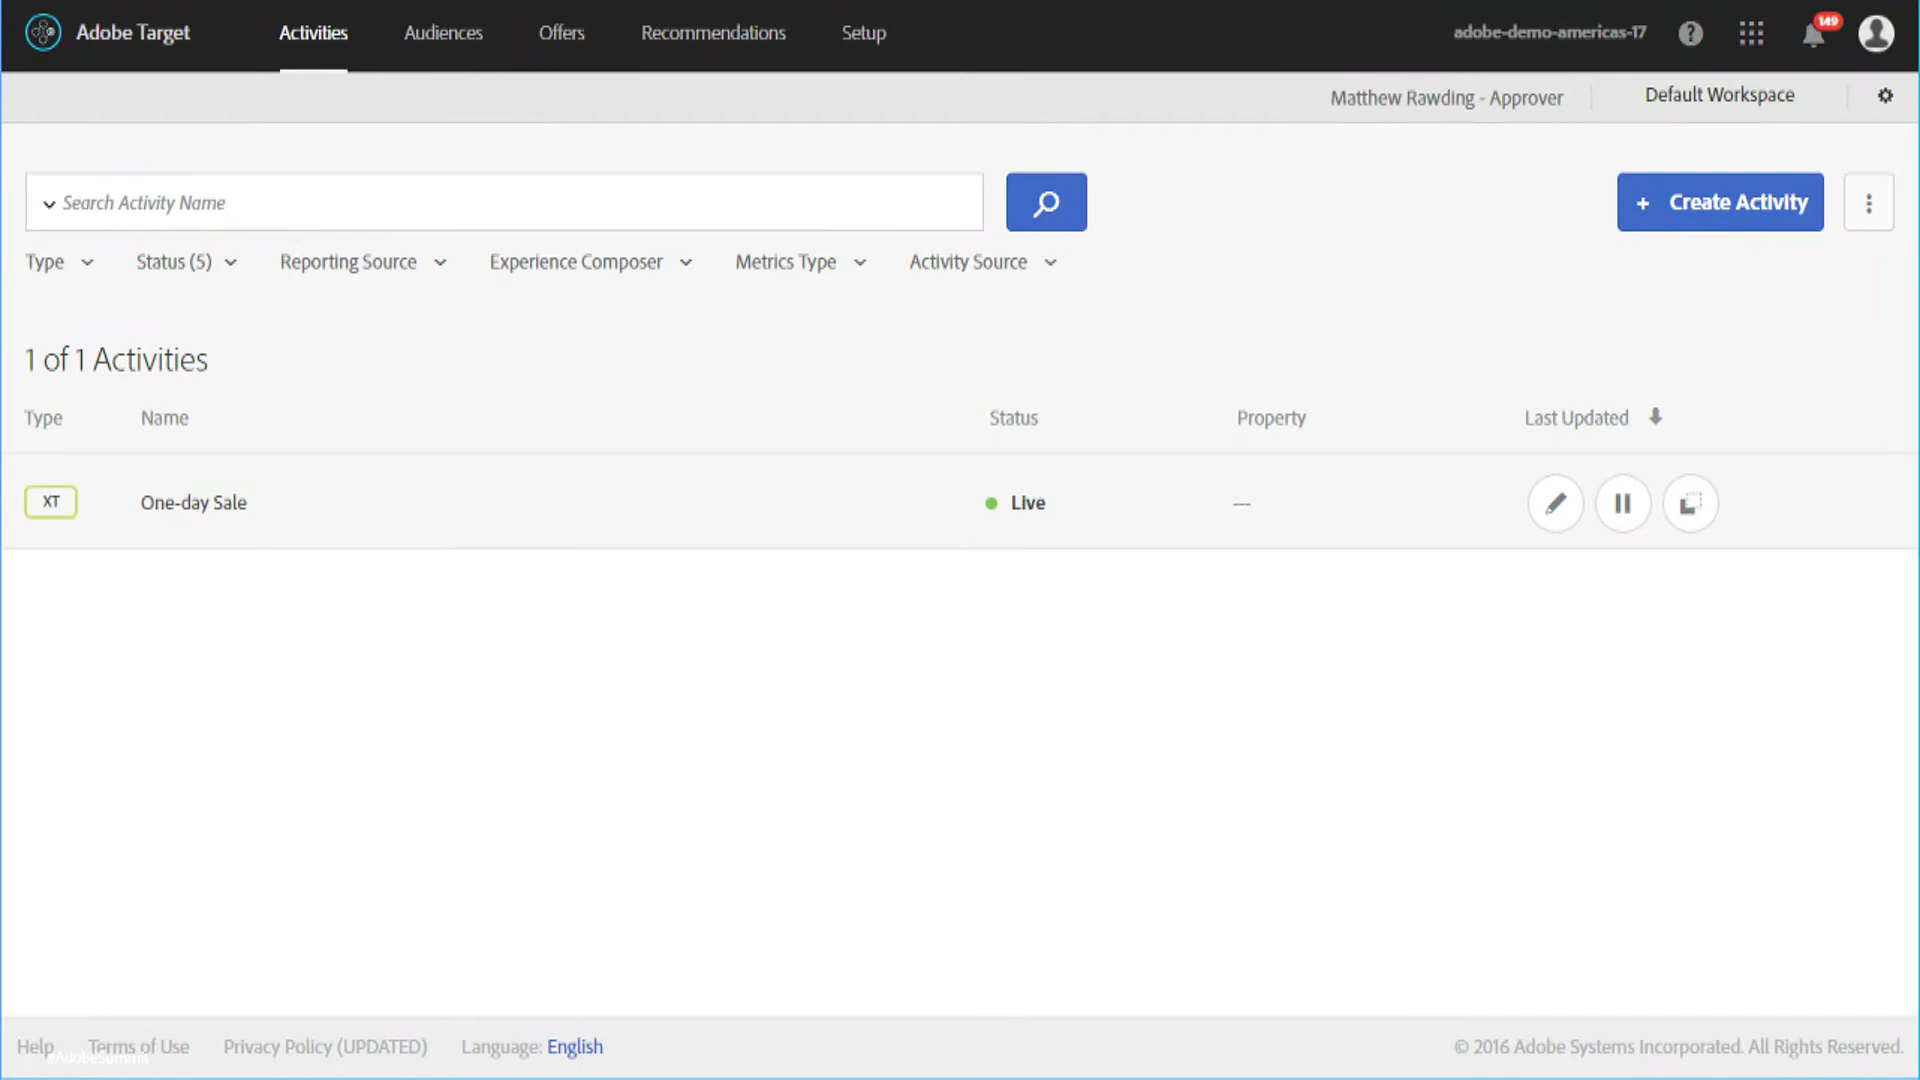 Adobe Target Activities Audiences Offers Recommendations Setup adobe-demo-americas-17 149
Matthew Rawding - Approver Default Workspace
Search Activity Name
+ Create Activity
Type Status (5) Reporting Source Experience Composer Metrics Type Activity Source
1 of 1 Activities
Type Name Status Property Last Updated
XT One-day Sale Live ---
Help Terms of Use Privacy Policy (UPDATED) Language: English © 2016 Adobe Systems Incorporated. All Rights Reserved.
#AdobeSummit